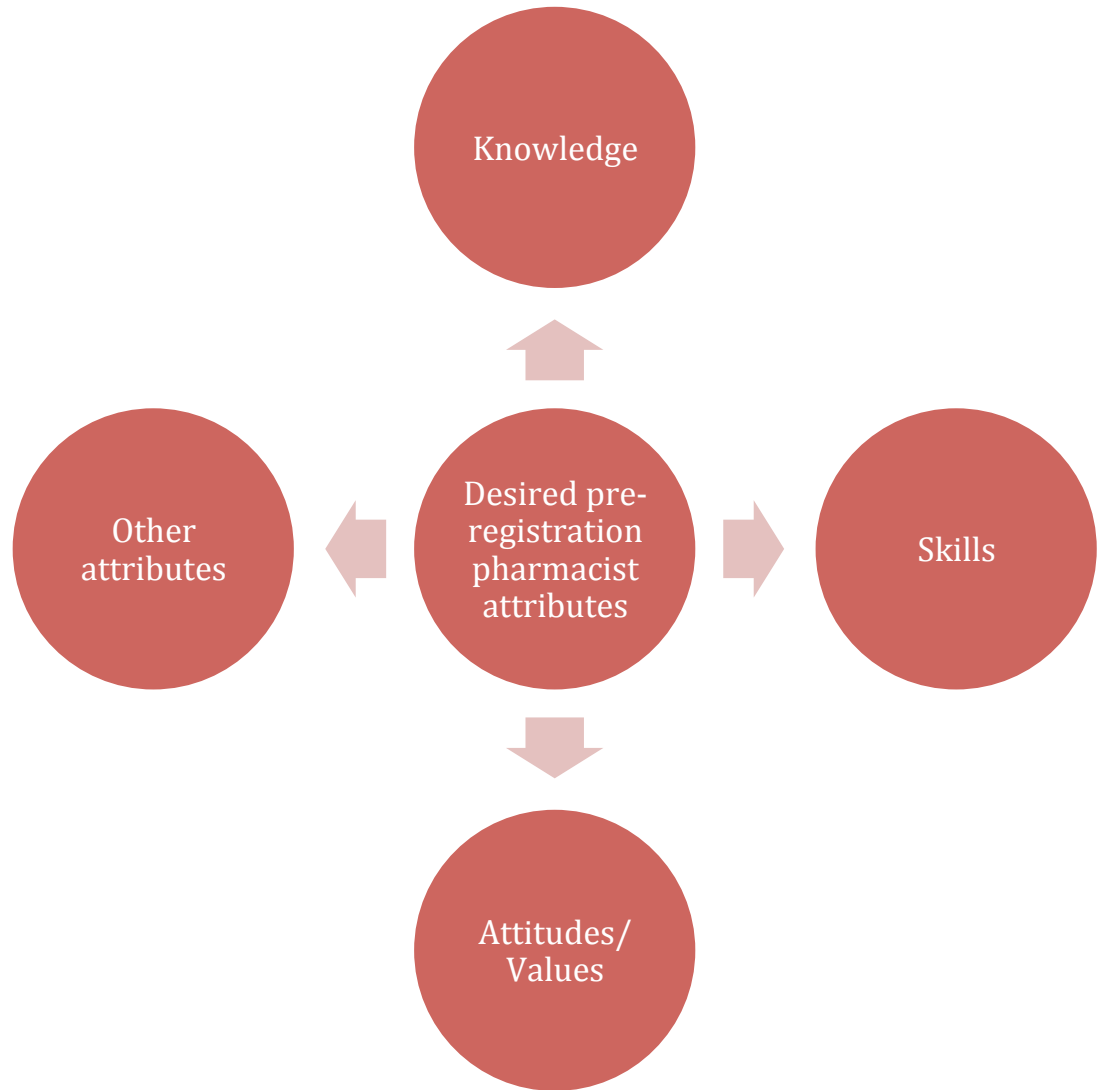 Knowledge
Other
attributes
Desired pre-
registration
pharmacist
attributes
Skills
Attitudes/
Values